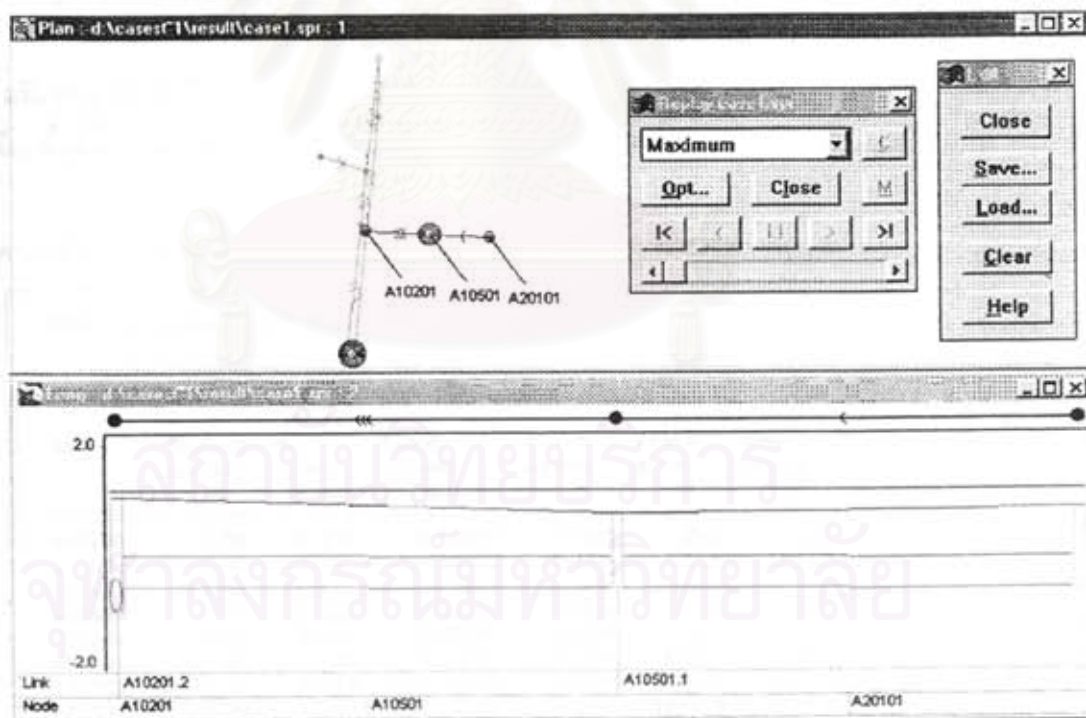 Plan : d:\casest~1\result\case1.spr : 1
Close
Save...
Load...
Clear
Help
Maximum
Opt...
Close
M
A10201
A10501
A20101
2.0
-2.0
สถาบันวิทยบริการ
จุฬาลงกรณ์มหาวิทยาลัย
Link
A10201.2
A10501.1
Node
A10201
A10501
A20101